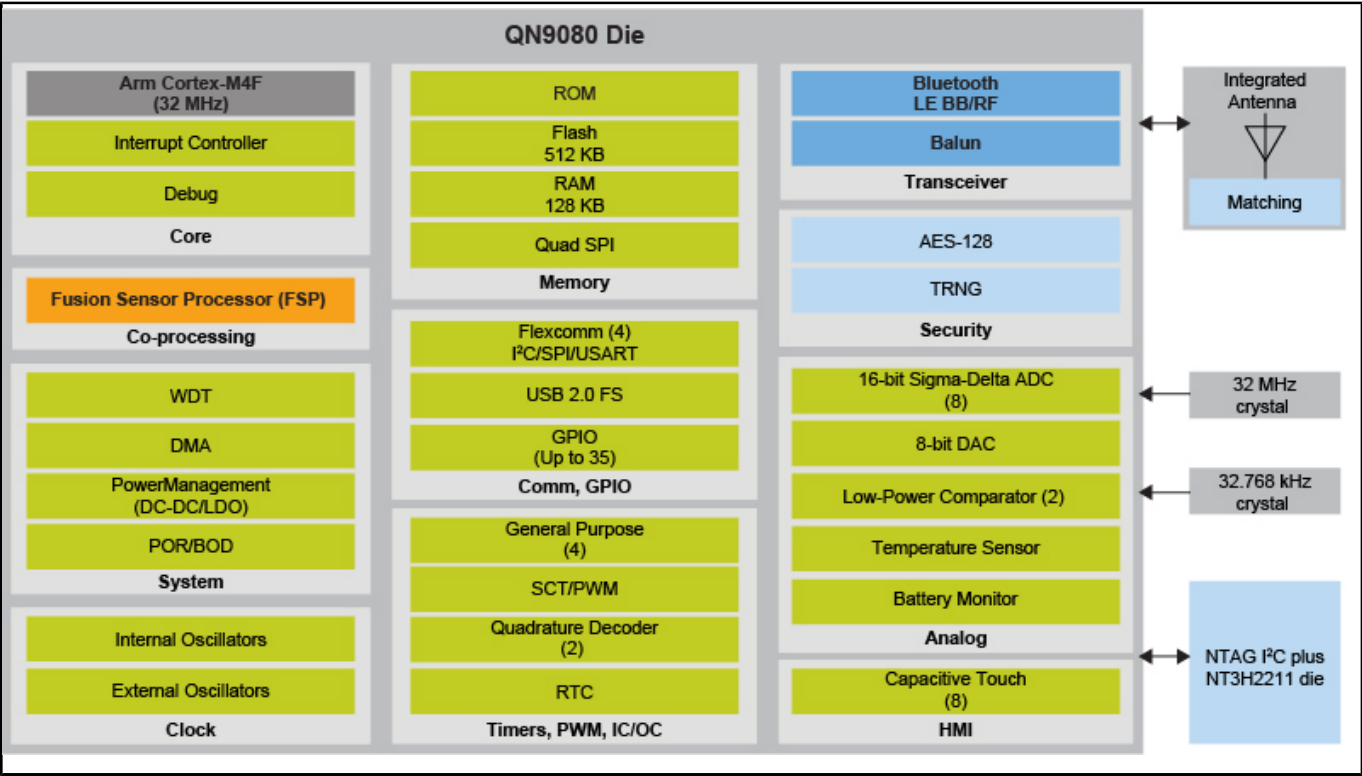 QN9080 Die
Arm Cortex-M4F
(32 MHz)
Interrupt Controller
Debug
Core
Fusion Sensor Processor (FSP)
Co-processing
WDT
DMA
PowerManagement
(DC-DC/LDO)
POR/BOD
System
Internal Oscillators
External Oscillators
Clock
ROM
Flash
512 KB
RAM
128 KB
Quad SPI
Memory
Flexcomm (4)
I²C/SPI/USART
USB 2.0 FS
GPIO
(Up to 35)
Comm, GPIO
General Purpose
(4)
SCT/PWM
Quadrature Decoder
(2)
RTC
Timers, PWM, IC/OC
Bluetooth
LE BB/RF
Balun
Transceiver
AES-128
TRNG
Security
16-bit Sigma-Delta ADC
(8)
8-bit DAC
Low-Power Comparator (2)
Temperature Sensor
Battery Monitor
Analog
Capacitive Touch
(8)
HMI
Integrated
Antenna
Matching
32 MHz
crystal
32.768 kHz
crystal
NTAG I²C plus
NT3H2211 die